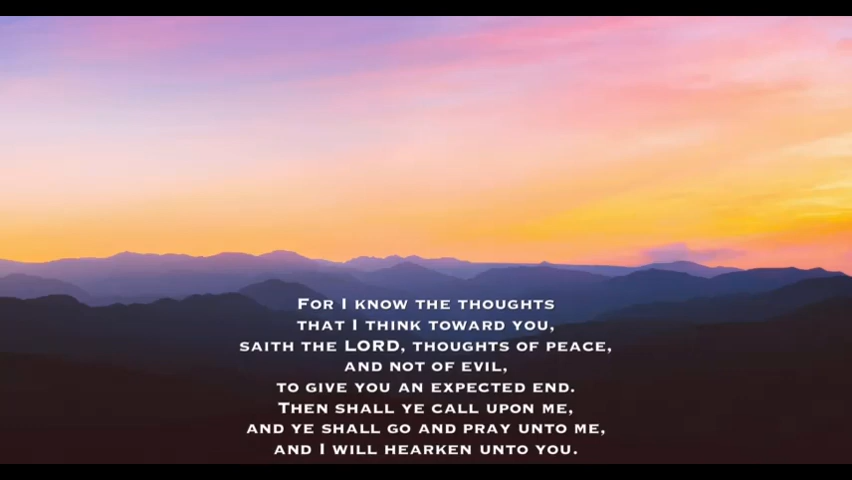 For I know the thoughts
that I think toward you,
saith the LORD, thoughts of peace,
and not of evil,
to give you an expected end.
Then shall ye call upon me,
and ye shall go and pray unto me,
and I will hearken unto you.